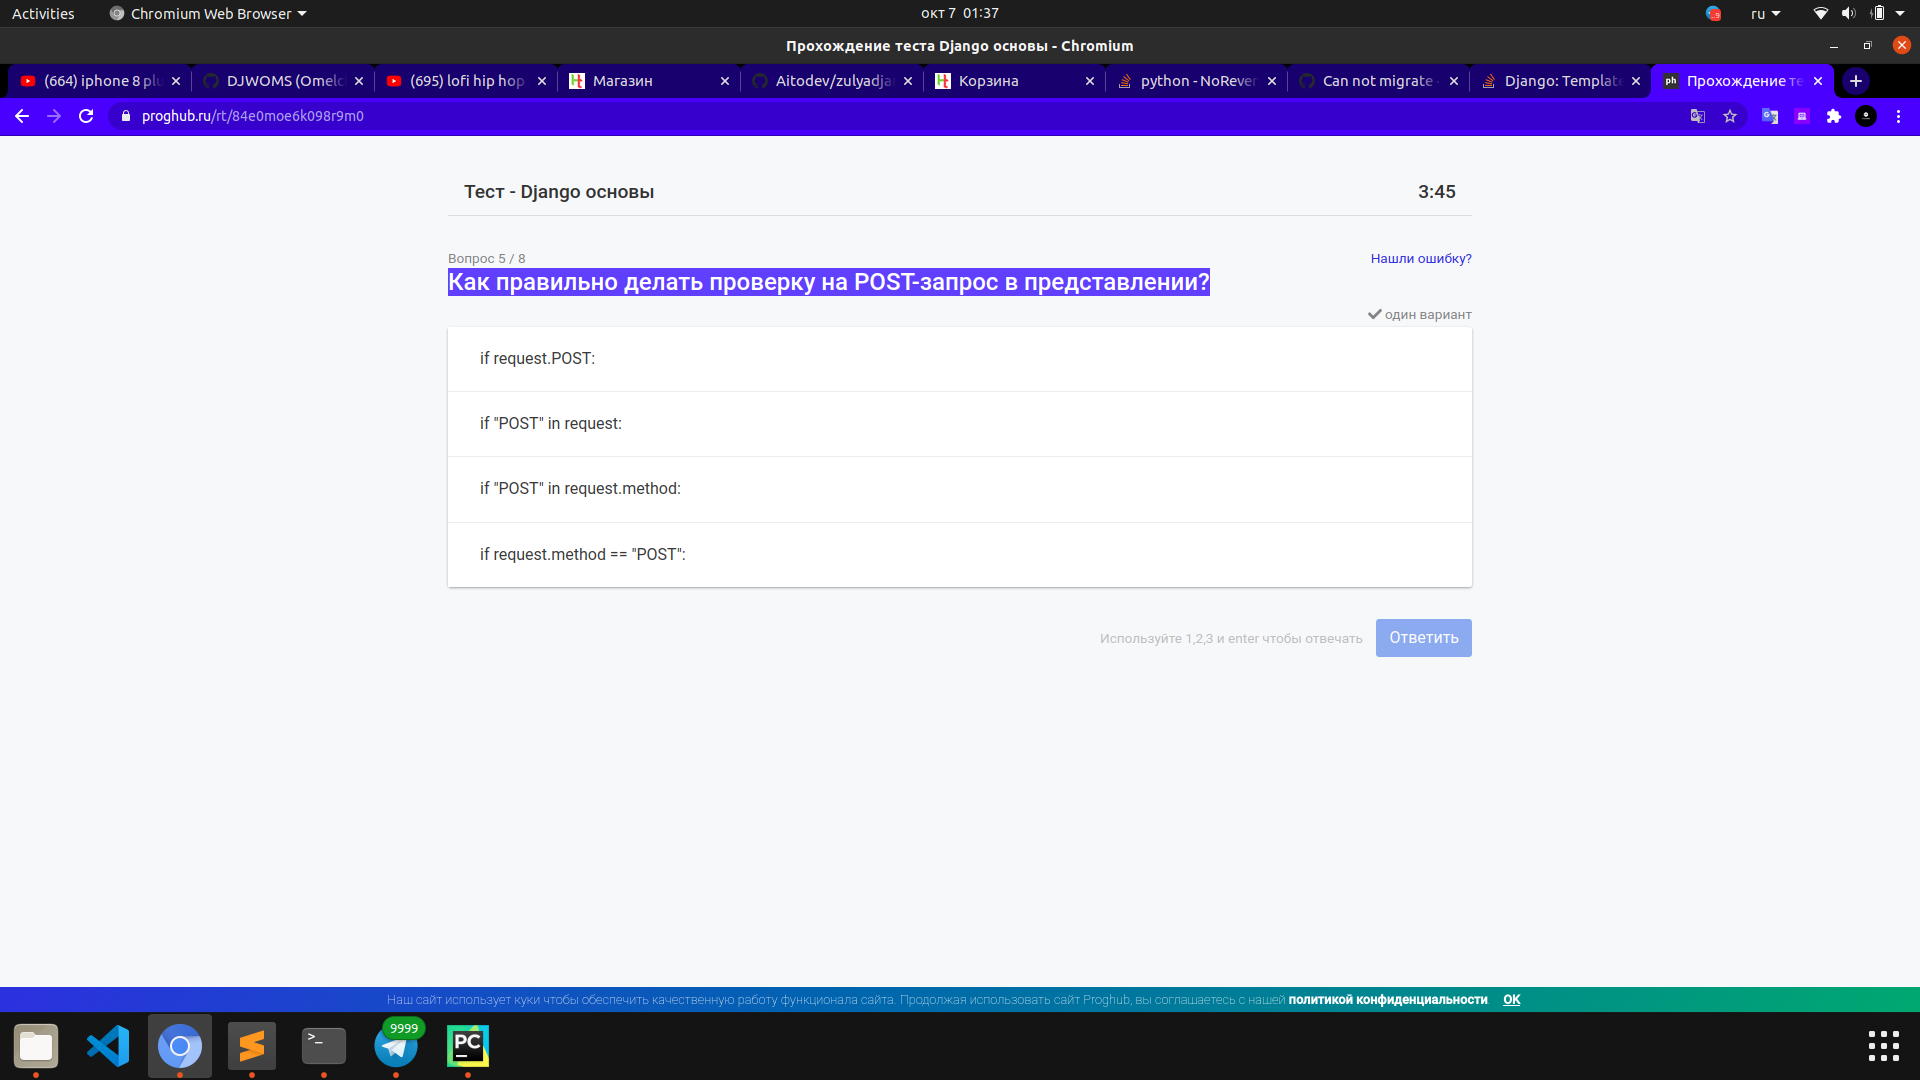 Activities
Chromium Web Browser
окт 7 01:37
ru
Прохождение теста Django основы - Chromium
(664) iphone 8 plu
DJWOMS (Omelc
(695) lofi hip hop
Магазин
Aitodev/zulyadja
Корзина
python - NoRever
Can not migrate
Django: Template
ph
Прохождение те
proghub.ru/rt/84e0moe6k098r9m0
Тест - Django основы
3:45
Вопрос 5 / 8
Нашли ошибку?
Как правильно делать проверку на POST-запрос в представлении?
один вариант
if request.POST:
if "POST" in request:
if "POST" in request.method:
if request.method == "POST":
Используйте 1,2,3 и enter чтобы отвечать
Ответить
Наш сайт использует куки чтобы обеспечить качественную работу функционала сайта. Продолжая использовать сайт Proghub, вы соглашаетесь с нашей политикой конфиденциальности OK
>_
9999
PC